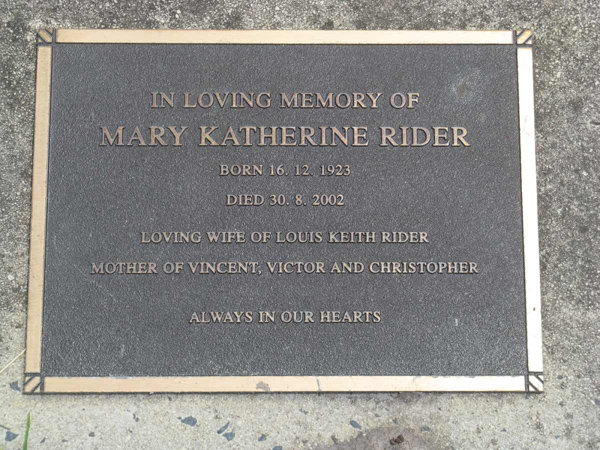 IN LOVING MEMORY OF
MARY KATHERINE RIDER
BORN 16. 12. 1923
DIED 30. 8. 2002
LOVING WIFE OF LOUIS KEITH RIDER
MOTHER OF VINCENT, VICTOR AND CHRISTOPHER
ALWAYS IN OUR HEARTS